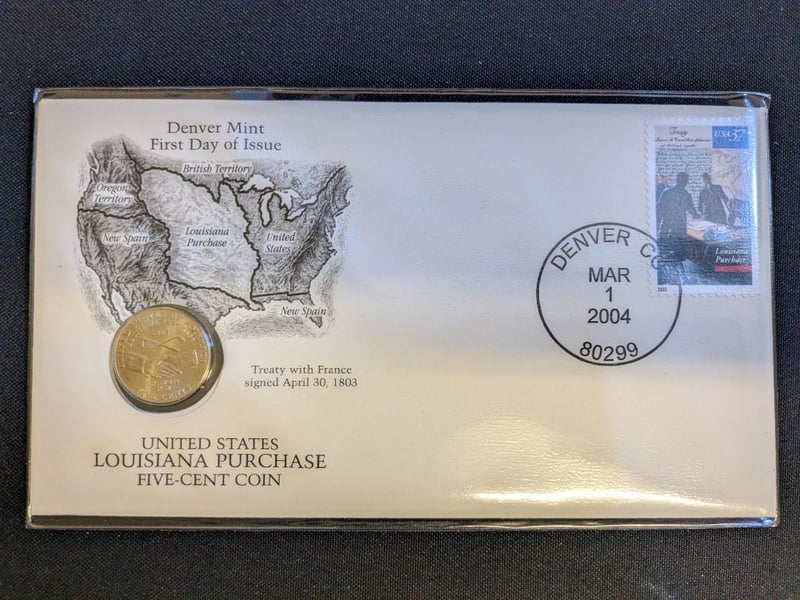 Denver Mint
First Day of Issue
British Territory
Oregon
Territory
New Spain
Louisiana
Purchase
United
States
New Spain
Treaty with France
signed April 30, 1803
UNITED STATES
LOUISIANA PURCHASE
FIVE-CENT COIN
Treaty
USA 37
Louisiana
Purchase
DENVER CO
MAR
1
2004
80299